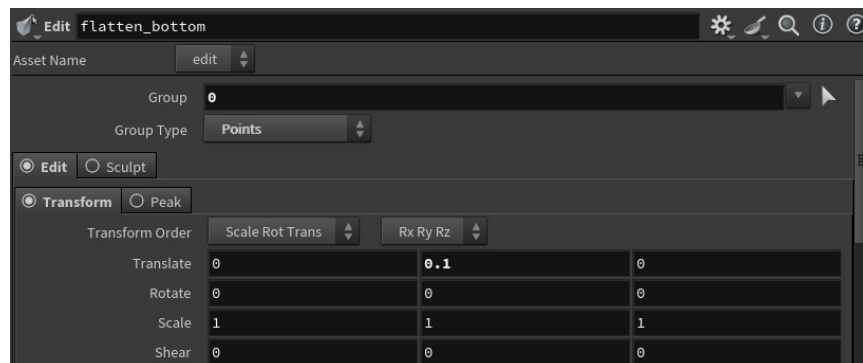 Edit flatten_bottom
Asset Name edit
Group 0
Group Type Points
Edit Sculpt
Transform Peak
Transform Order Scale Rot Trans Rx Ry Rz
Translate 0 0.1 0
Rotate 0 0 0
Scale 1 1 1
Shear 0 0 0